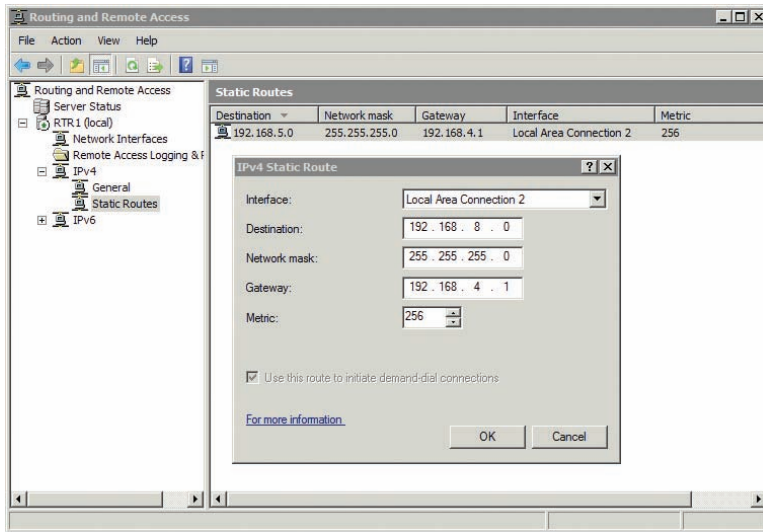 Routing and Remote Access
File Action View Help
Routing and Remote Access
Server Status
RTR1 (local)
Network Interfaces
Remote Access Logging &
IPv4
General
Static Routes
IPv6
Static Routes
Destination Network mask Gateway Interface Metric
192.168.5.0 255.255.255.0 192.168.4.1 Local Area Connection 2 256
IPv4 Static Route
Interface: Local Area Connection 2
Destination: 192 . 168 . 8 . 0
Network mask: 255 . 255 . 255 . 0
Gateway: 192 . 168 . 4 . 1
Metric: 256
Use this route to initiate demand-dial connections
For more information
OK Cancel